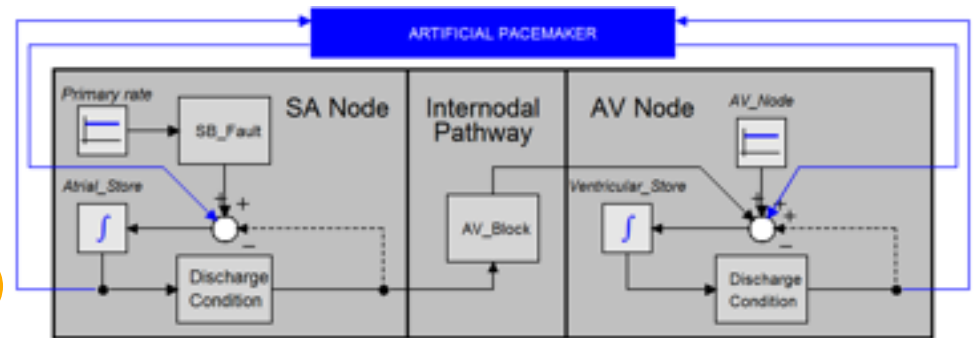 ARTIFICIAL PACEMAKER
Primary rate
SB_Fault
SA Node
Atrial_Store
∫
+
+
−
Discharge
Condition
Internodal
Pathway
AV_Block
AV Node
AV_Node
Ventricular_Store
∫
+
+
+
−
Discharge
Condition